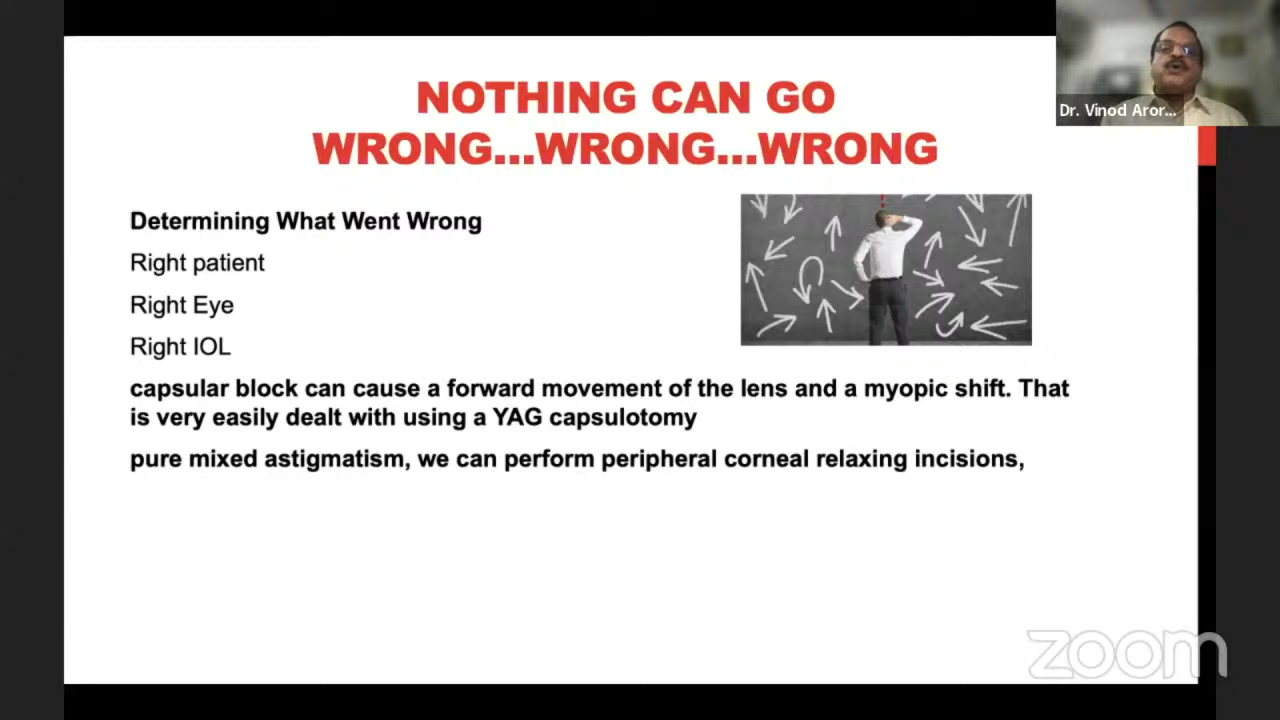 NOTHING CAN GO
WRONG...WRONG...WRONG
Dr. Vinod Aror...
Determining What Went Wrong
Right patient
Right Eye
Right IOL
capsular block can cause a forward movement of the lens and a myopic shift. That
is very easily dealt with using a YAG capsulotomy
pure mixed astigmatism, we can perform peripheral corneal relaxing incisions,
zoom